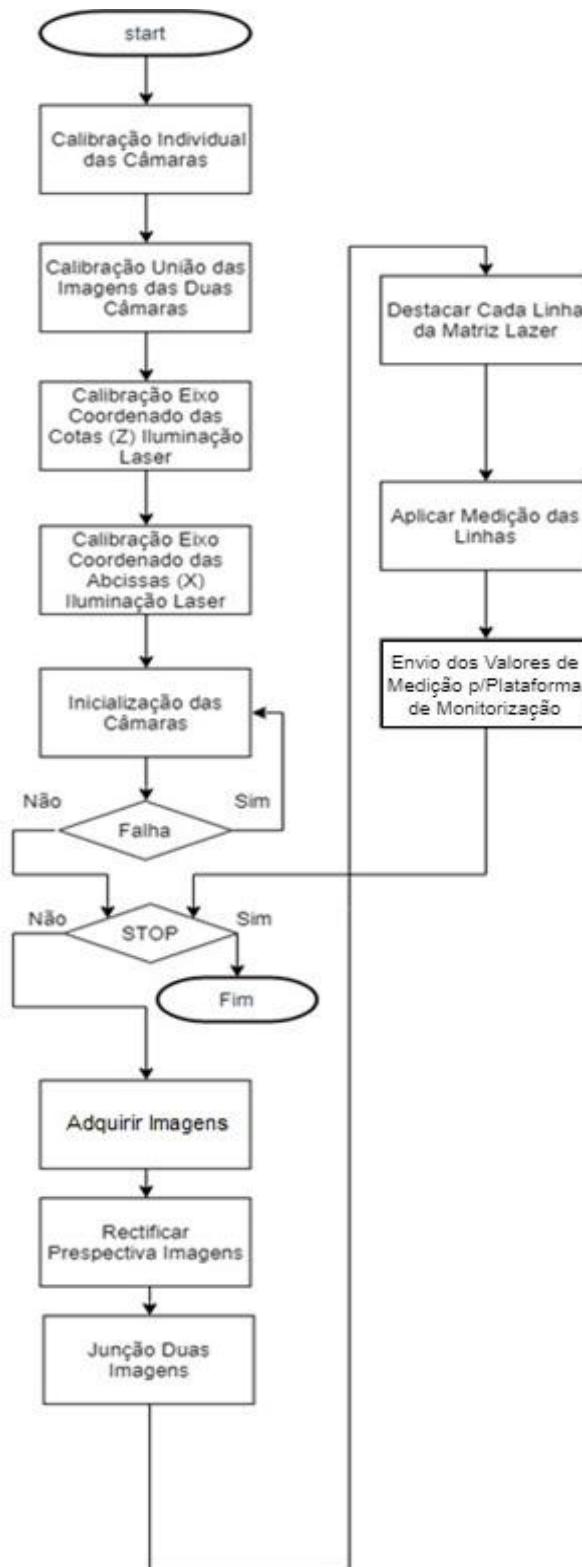 start
Calibração Individual
das Câmaras
Calibração União das
Imagens das Duas
Câmaras
Calibração Eixo
Coordenado das
Cotas (Z) Iluminação
Laser
Calibração Eixo
Coordenado das
Abcissas (X)
Iluminação Laser
Inicialização das
Câmaras
Não
Sim
Falha
Não
Sim
STOP
Fim
Adquirir Imagens
Rectificar
Prespectiva Imagens
Junção Duas
Imagens
Destacar Cada Linha
da Matriz Lazer
Aplicar Medição das
Linhas
Envio dos Valores de
Medição p/Plataforma
de Monitorização